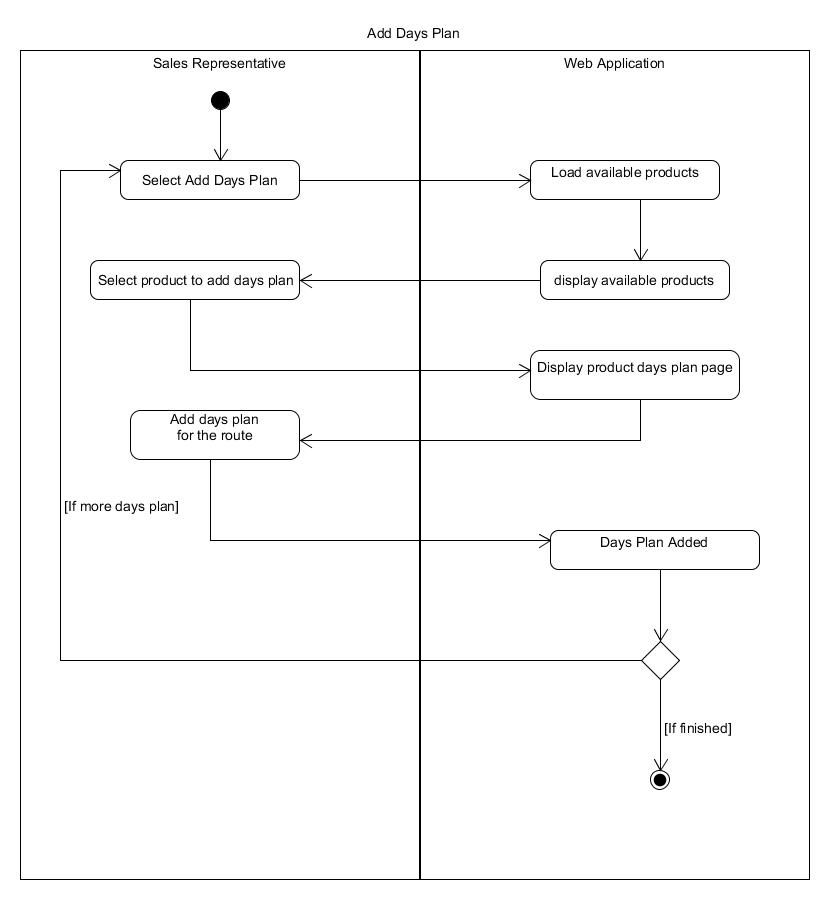 Add Days Plan
Sales Representative
Web Application
Select Add Days Plan
Load available products
Select product to add days plan
display available products
Display product days plan page
Add days plan
for the route
[If more days plan]
Days Plan Added
[If finished]